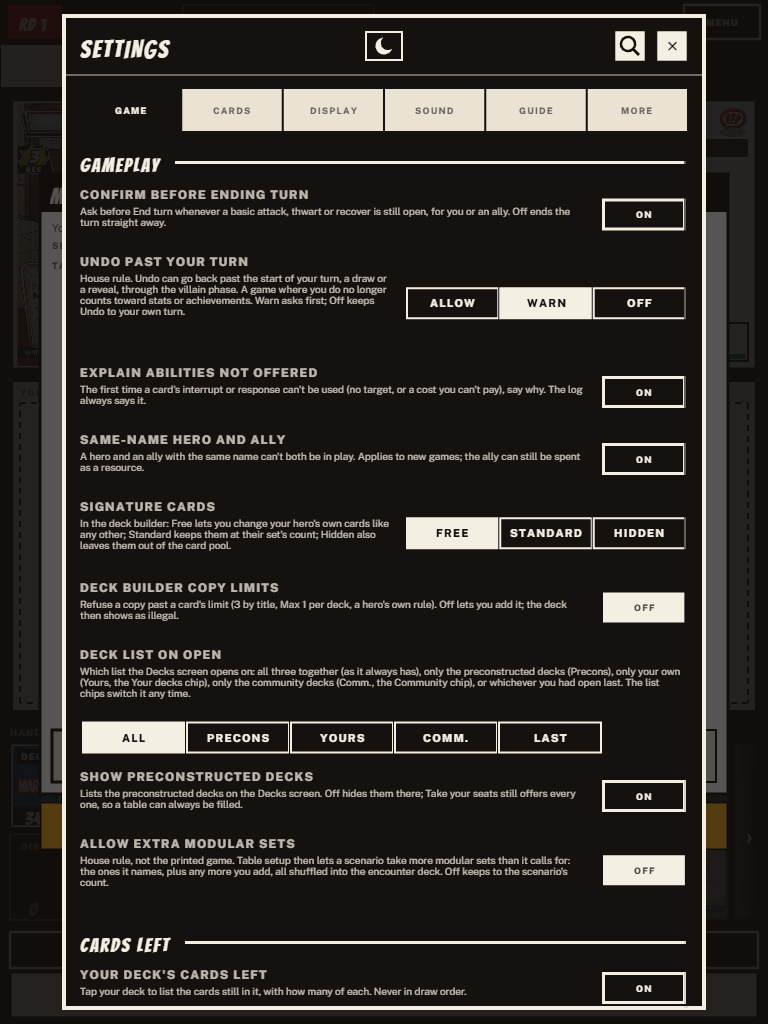 RD 1
MENU
SETTINGS
×
GAME
CARDS
DISPLAY
SOUND
GUIDE
MORE
GAMEPLAY
CONFIRM BEFORE ENDING TURN
Ask before End turn whenever a basic attack, thwart or recover is still open, for you or an ally. Off ends the
turn straight away.
ON
UNDO PAST YOUR TURN
House rule. Undo can go back past the start of your turn, a draw or
a reveal, through the villain phase. A game where you do no longer
counts toward stats or achievements. Warn asks first; Off keeps
Undo to your own turn.
ALLOW
WARN
OFF
EXPLAIN ABILITIES NOT OFFERED
The first time a card's interrupt or response can't be used (no target, or a cost you can't pay), say why. The log
always says it.
ON
SAME-NAME HERO AND ALLY
A hero and an ally with the same name can't both be in play. Applies to new games; the ally can still be spent
as a resource.
ON
SIGNATURE CARDS
In the deck builder: Free lets you change your hero's own cards like
any other; Standard keeps them at their set's count; Hidden also
leaves them out of the card pool.
FREE
STANDARD
HIDDEN
DECK BUILDER COPY LIMITS
Refuse a copy past a card's limit (3 by title, Max 1 per deck, a hero's own rule). Off lets you add it; the deck
then shows as illegal.
OFF
DECK LIST ON OPEN
Which list the Decks screen opens on: all three together (as it always has), only the preconstructed decks (Precons), only your own
(Yours, the Your decks chip), only the community decks (Comm., the Community chip), or whichever you had open last. The list
chips switch it any time.
ALL
PRECONS
YOURS
COMM.
LAST
SHOW PRECONSTRUCTED DECKS
Lists the preconstructed decks on the Decks screen. Off hides them there; Take your seats still offers every
one, so a table can always be filled.
ON
ALLOW EXTRA MODULAR SETS
House rule, not the printed game. Table setup then lets a scenario take more modular sets than it calls for:
the ones it names, plus any more you add, all shuffled into the encounter deck. Off keeps to the scenario's
count.
OFF
CARDS LEFT
YOUR DECK'S CARDS LEFT
Tap your deck to list the cards still in it, with how many of each. Never in draw order.
ON